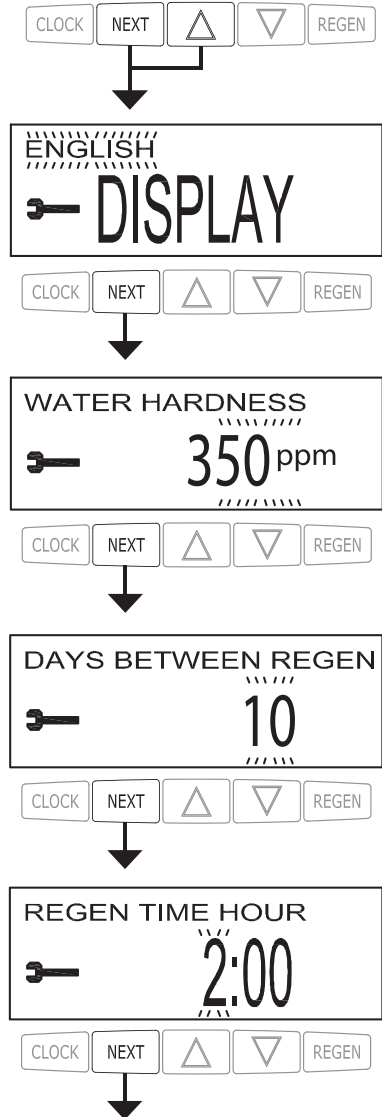 CLOCK NEXT △ ▽ REGEN
ENGLISH
DISPLAY
CLOCK NEXT △ ▽ REGEN
WATER HARDNESS
350 ppm
CLOCK NEXT △ ▽ REGEN
DAYS BETWEEN REGEN
10
CLOCK NEXT △ ▽ REGEN
REGEN TIME HOUR
2:00
CLOCK NEXT △ ▽ REGEN